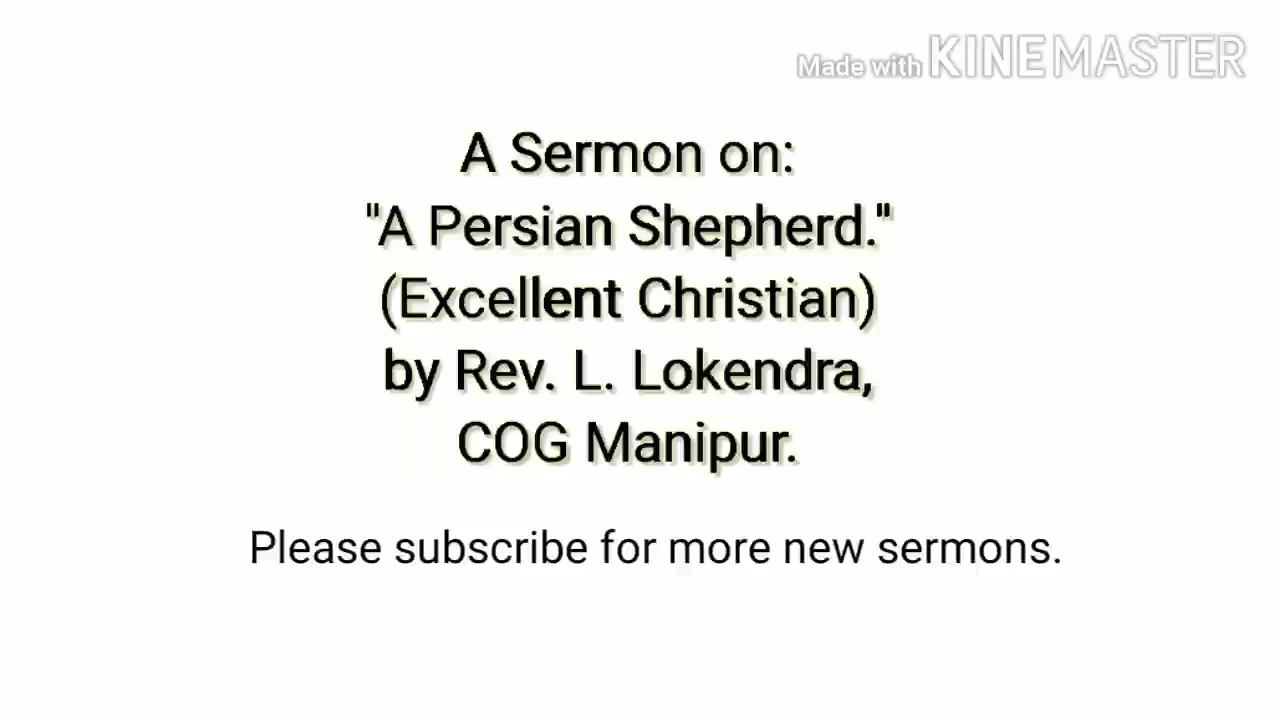 Made with KINEMASTER
A Sermon on:
"A Persian Shepherd."
(Excellent Christian)
by Rev. L. Lokendra,
COG Manipur.
Please subscribe for more new sermons.